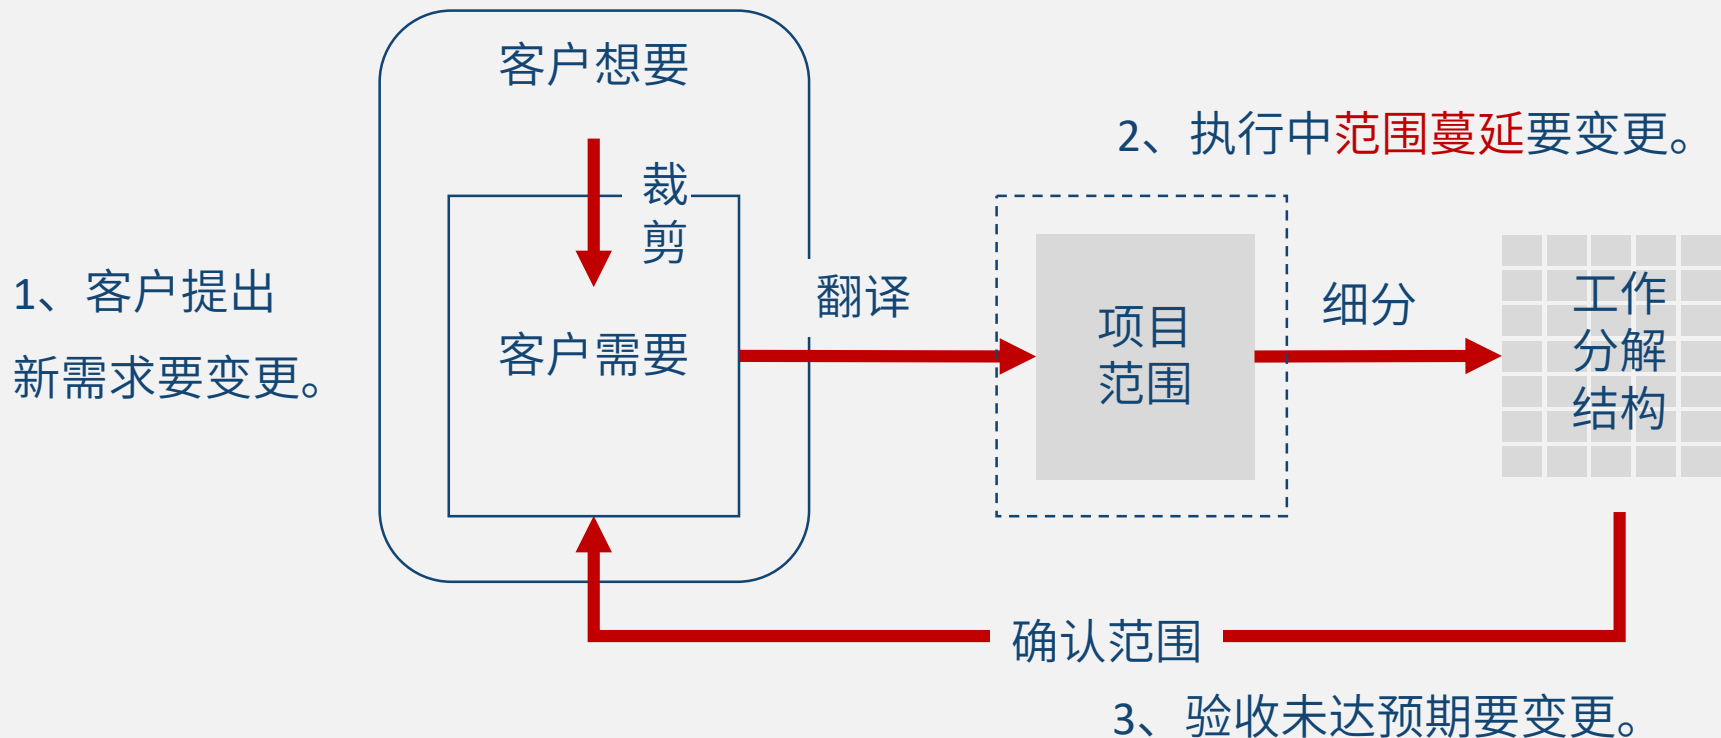 客户想要
2、执行中范围蔓延要变更。
裁
剪
1、客户提出
新需求要变更。
客户需要
翻译
项目
范围
细分
工作
分解
结构
确认范围
3、验收未达预期要变更。